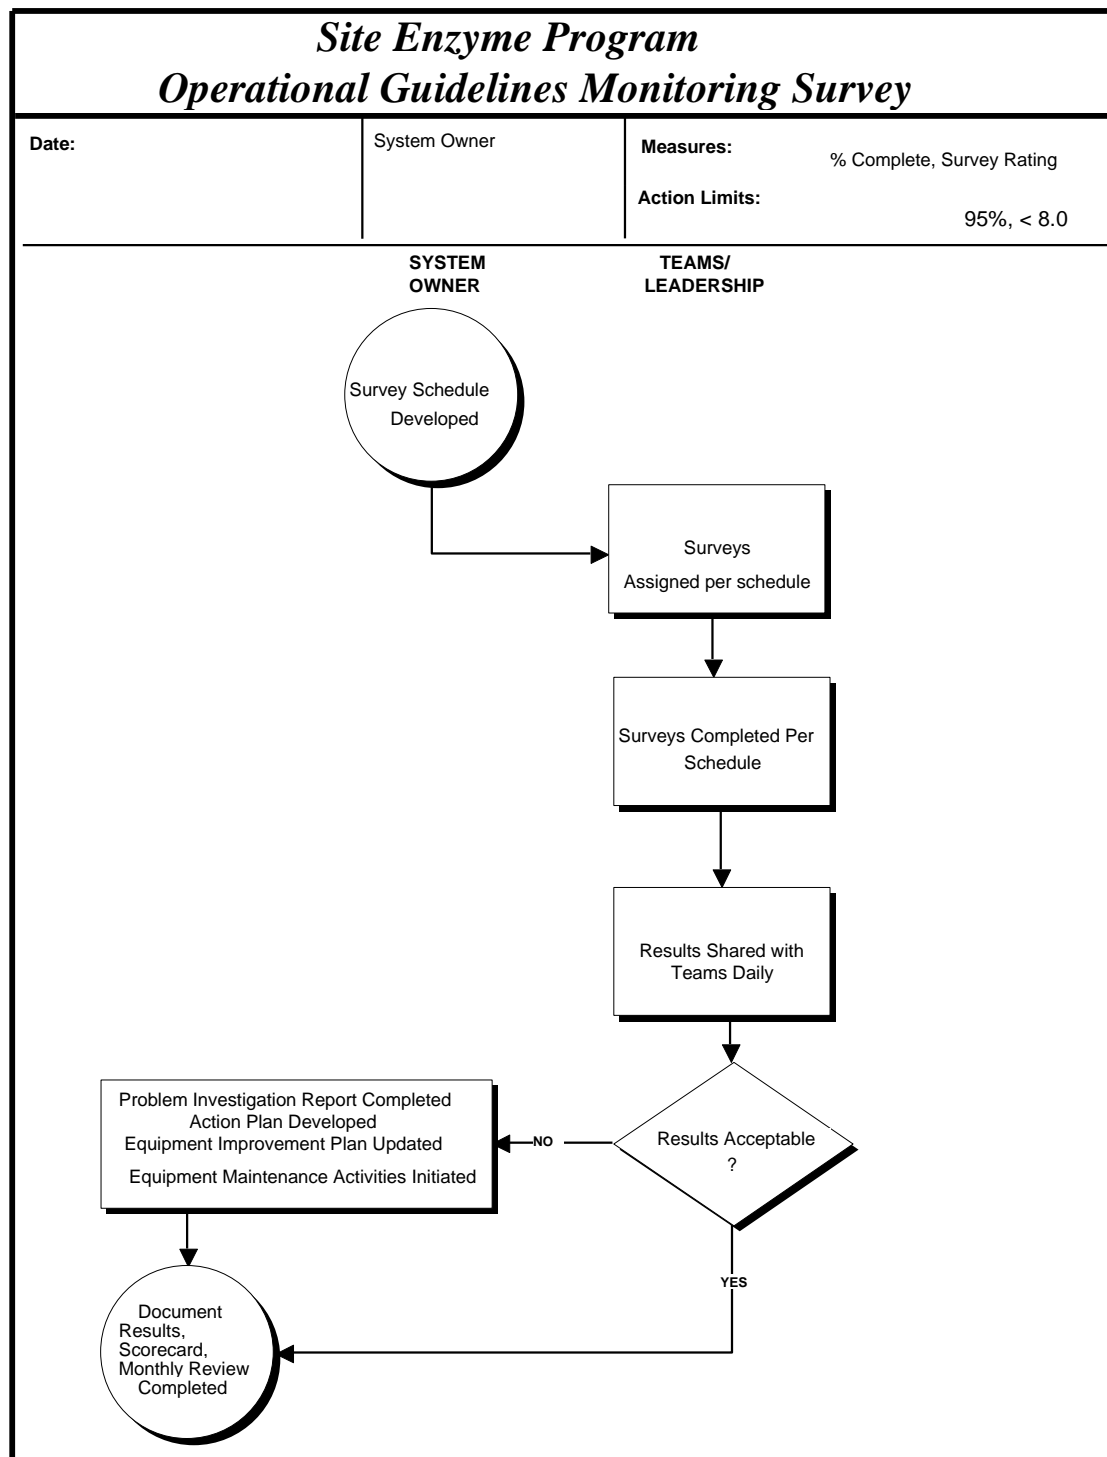 Site Enzyme Program
Operational Guidelines Monitoring Survey
Date:
System Owner
Measures:
% Complete, Survey Rating
Action Limits:
95%, < 8.0
SYSTEM
OWNER
TEAMS/
LEADERSHIP
Survey Schedule
Developed
Surveys
Assigned per schedule
Surveys Completed Per
Schedule
Results Shared with
Teams Daily
Results Acceptable
?
NO
Problem Investigation Report Completed
Action Plan Developed
Equipment Improvement Plan Updated
Equipment Maintenance Activities Initiated
YES
Document
Results,
Scorecard,
Monthly Review
Completed